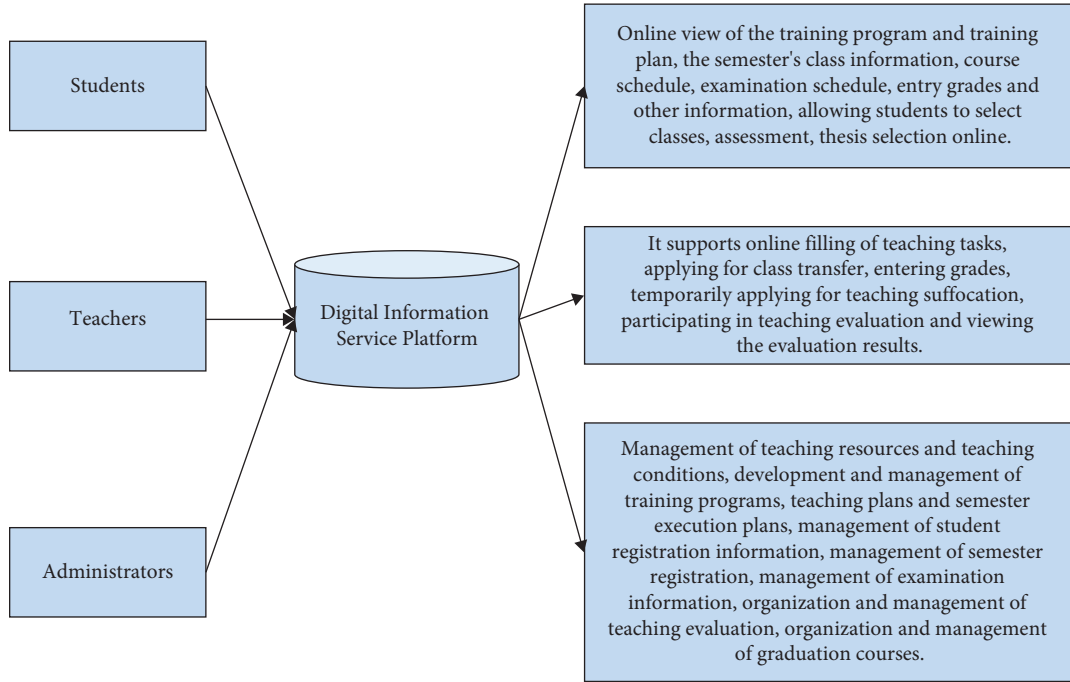 Students
Teachers
Administrators
Digital Information
Service Platform
Online view of the training program and training
plan, the semester's class information, course
schedule, examination schedule, entry grades and
other information, allowing students to select
classes, assessment, thesis selection online.
It supports online filling of teaching tasks,
applying for class transfer, entering grades,
temporarily applying for teaching suffocation,
participating in teaching evaluation and viewing
the evaluation results.
Management of teaching resources and teaching
conditions, development and management of
training programs, teaching plans and semester
execution plans, management of student
registration information, management of semester
registration, management of examination
information, organization and management of
teaching evaluation, organization and management
of graduation courses.